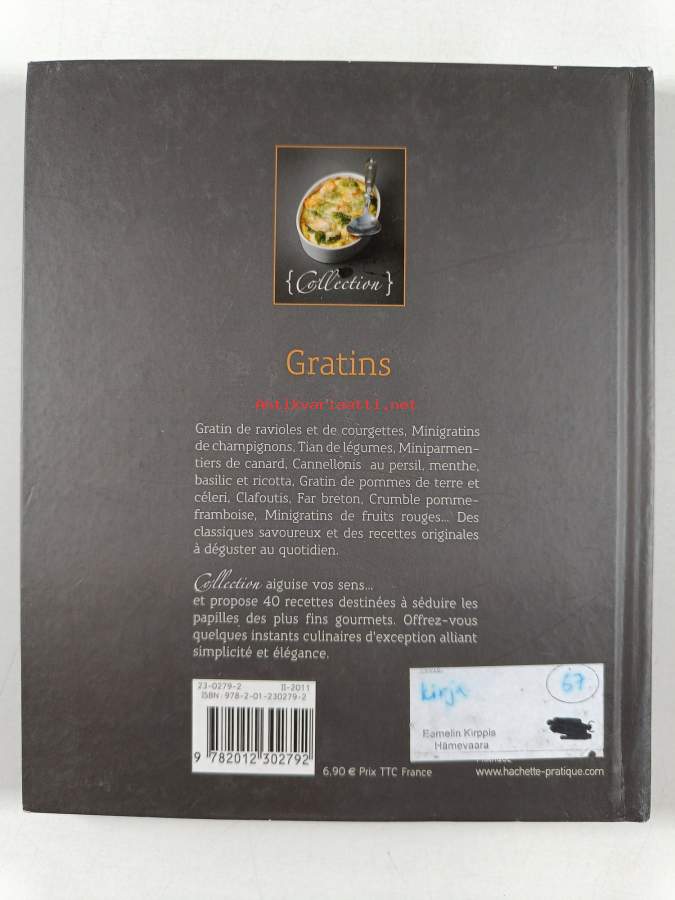 {Collection}
Gratins
Antikvariaatti.net
Gratin de ravioles et de courgettes, Minigratins
de champignons, Tian de légumes, Miniparmen-
tiers de canard, Cannellonis au persil, menthe,
basilic et ricotta, Gratin de pommes de terre et
céleri, Clafoutis, Far breton, Crumble pomme-
framboise, Minigratins de fruits rouges... Des
classiques savoureux et des recettes originales
à déguster au quotidien.
Collection aiguise vos sens...
et propose 40 recettes destinées à séduire les
papilles des plus fins gourmets. Offrez-vous
quelques instants culinaires d'exception alliant
simplicité et élégance.
23-0279-2 II-2011
ISBN: 978-2-01-230279-2
9 782012 302792
6,90 € Prix TTC France
kirja 67
Eamelin Kirppis
Hämevaara
www.hachette-pratique.com